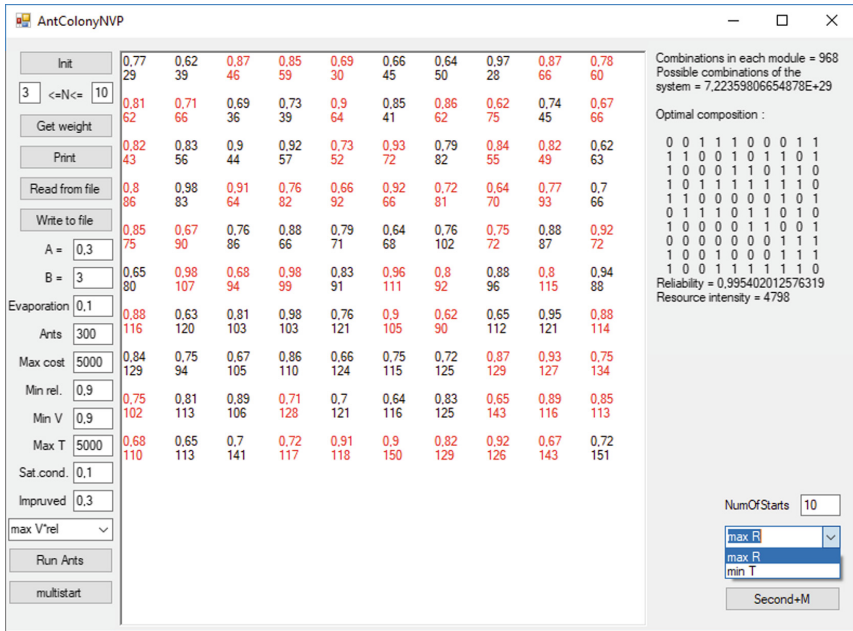 AntColonyNVP
Init
3 <=N<= 10
Get weight
Print
Read from file
Write to file
A = 0,3
B = 3
Evaporation 0,1
Ants 300
Max cost 5000
Min rel. 0,9
Min V 0,9
Max T 5000
Sat.cond. 0,1
Impruved 0,3
max V*rel
Run Ants
multistart
0,77 0,62 0,87 0,85 0,69 0,66 0,64 0,97 0,87 0,78
29 39 46 59 30 45 50 28 66 60
0,81 0,71 0,69 0,73 0,9 0,85 0,86 0,62 0,74 0,67
62 66 36 39 64 41 62 75 45 66
0,82 0,83 0,9 0,92 0,73 0,93 0,79 0,84 0,82 0,62
43 56 44 57 52 72 82 55 49 63
0,8 0,98 0,91 0,76 0,66 0,92 0,72 0,64 0,77 0,7
86 83 64 82 92 66 81 70 93 66
0,85 0,67 0,76 0,88 0,79 0,64 0,76 0,75 0,88 0,92
75 90 86 66 71 68 102 72 87 72
0,65 0,98 0,68 0,98 0,83 0,96 0,8 0,88 0,8 0,94
80 107 94 99 91 111 92 96 115 88
0,88 0,63 0,81 0,98 0,76 0,9 0,62 0,65 0,95 0,88
116 120 103 103 121 105 90 112 121 114
0,84 0,75 0,67 0,86 0,66 0,75 0,72 0,87 0,93 0,75
129 94 105 110 124 115 125 129 127 134
0,75 0,81 0,89 0,71 0,7 0,64 0,83 0,65 0,89 0,85
102 113 106 128 121 116 125 143 116 113
0,68 0,65 0,7 0,72 0,91 0,9 0,82 0,92 0,67 0,72
110 113 141 117 118 150 129 126 143 151
Combinations in each module = 968
Possible combinations of the
system = 7,22359806654878E+29
Optimal composition :
0 0 1 1 1 0 0 0 1 1
1 1 0 0 1 0 1 1 0 1
1 0 0 0 1 1 0 1 1 0
1 0 1 1 1 1 1 1 1 0
1 1 0 0 0 0 0 1 0 1
0 1 1 1 0 1 1 0 1 0
1 0 0 0 0 1 1 0 0 1
0 0 0 0 0 0 0 1 1 1
1 0 0 1 0 0 0 1 1 1
1 0 0 1 1 1 1 1 1 0
Reliability = 0,995402012576319
Resource intensity = 4798
NumOfStarts 10
max R
max R
min T
Second+M